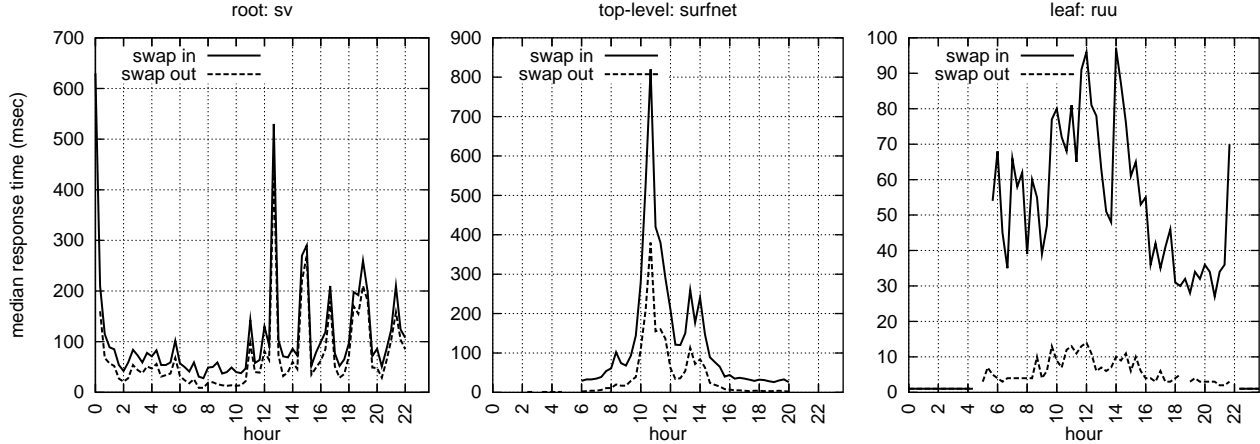 root: sv
median response time (msec)
700
600
500
400
300
200
100
0
swap in
swap out
0 2 4 6 8 10 12 14 16 18 20 22
hour
top-level: surfnet
900
800
700
600
500
400
300
200
100
0
swap in
swap out
0 2 4 6 8 10 12 14 16 18 20 22
hour
leaf: ruu
100
90
80
70
60
50
40
30
20
10
0
swap in
swap out
0 2 4 6 8 10 12 14 16 18 20 22
hour